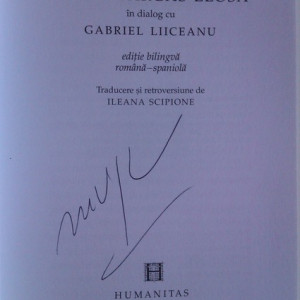 în dialog cu
GABRIEL LIICEANU
ediție bilingvă
română–spaniolă
Traducere și retroversiune de
ILEANA SCIPIONE
H
HUMANITAS